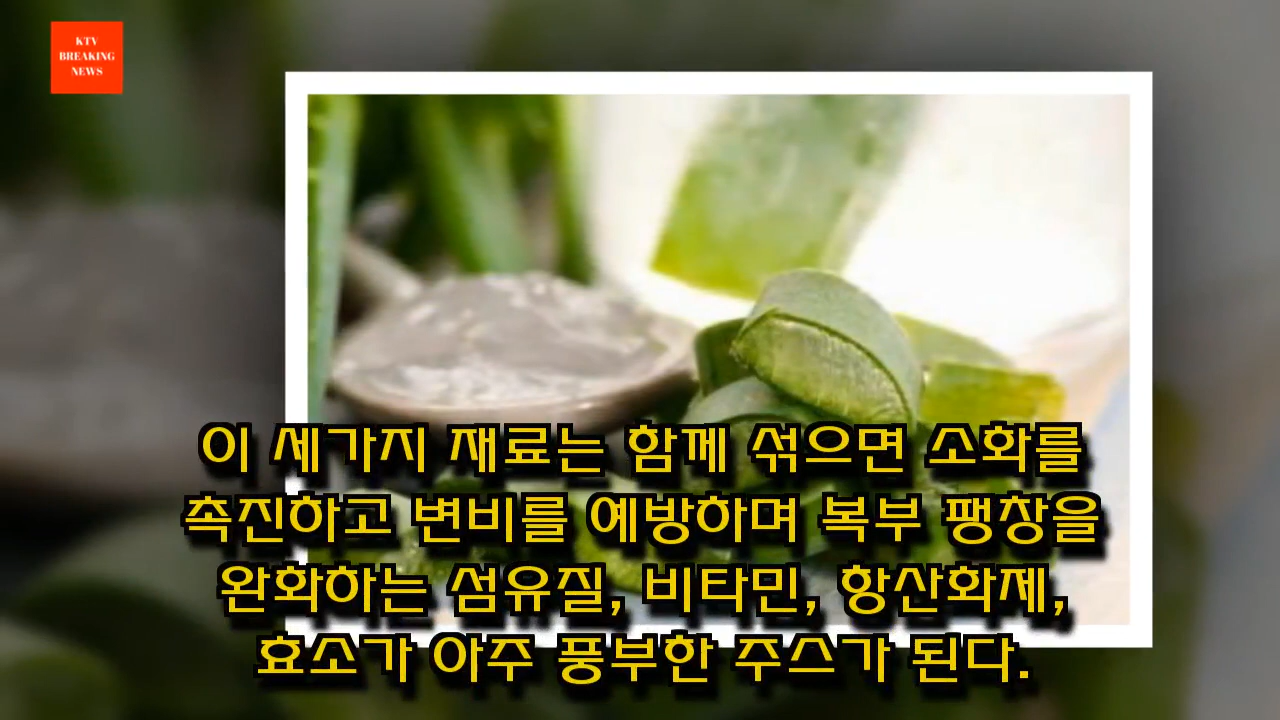 KTV
BREAKING
NEWS
이 세가지 재료는 함께 섞으면 소화를
촉진하고 변비를 예방하며 복부 팽창을
완화하는 섬유질, 비타민, 항산화제,
효소가 아주 풍부한 주스가 된다.